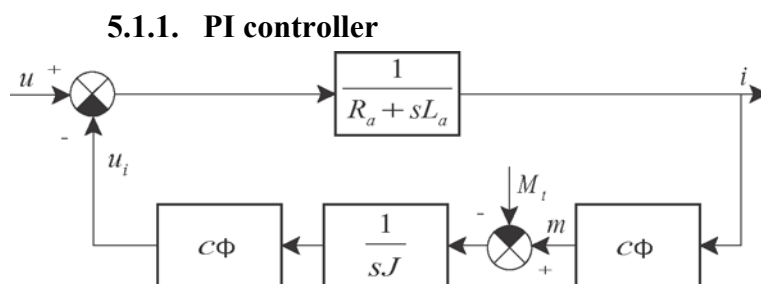 5.1.1. PI controller
u + 1 i
R_a + sL_a
-
u_i - M_t
cΦ 1 m cΦ
sJ +